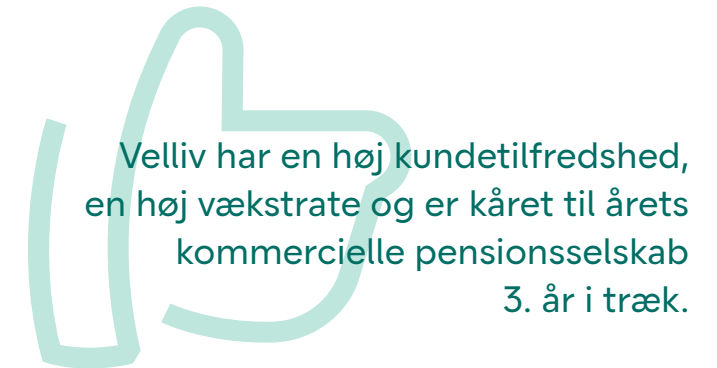 Velliv har en høj kundetilfredshed,
en høj vækstrate og er kåret til årets
kommercielle pensionsselskab
3. år i træk.